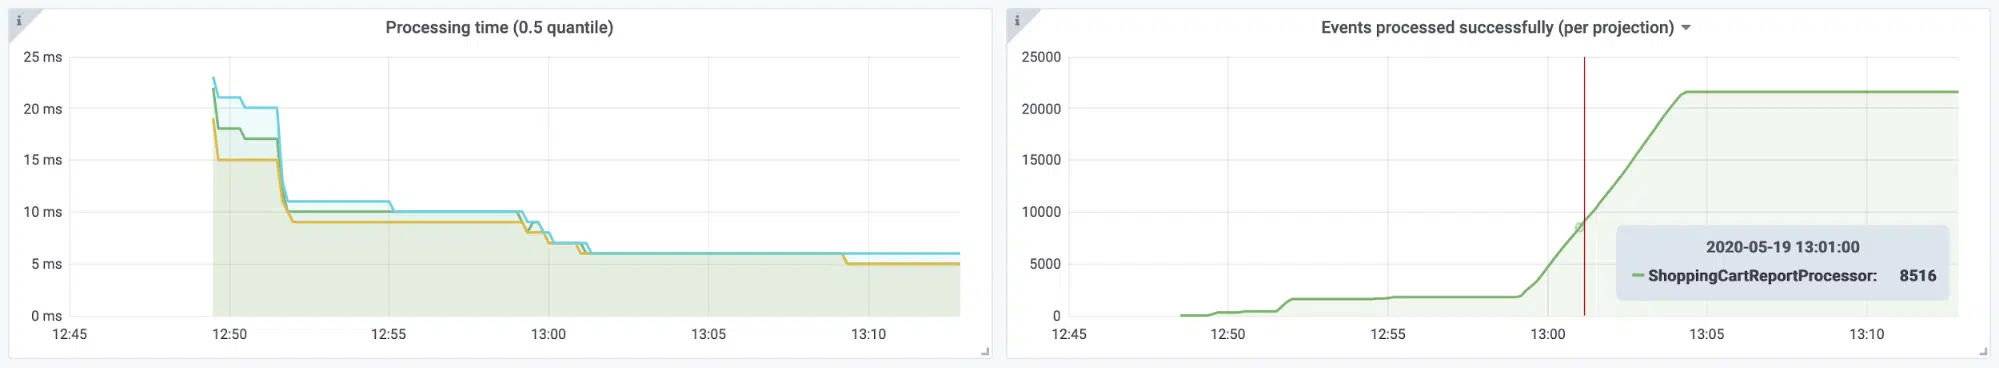 i
Processing time (0.5 quantile)
25 ms
20 ms
15 ms
10 ms
5 ms
0 ms
12:45 12:50 12:55 13:00 13:05 13:10
i
Events processed successfully (per projection)
25000
20000
15000
10000
5000
0
12:45 12:50 12:55 13:00 13:05 13:10
2020-05-19 13:01:00
ShoppingCartReportProcessor: 8516